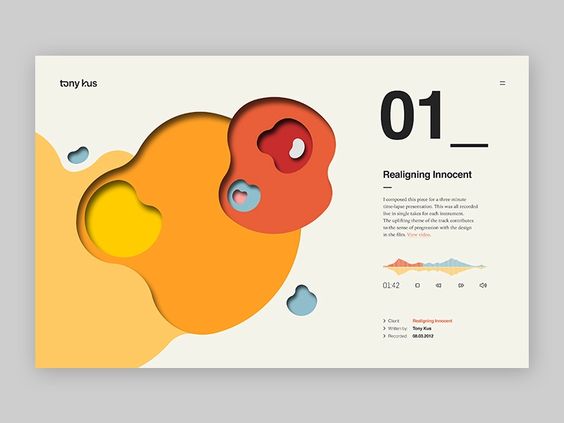 tony kus
01_
Realigning Innocent
I composed this piece for a three minute
time-lapse presentation. This was all recorded
live in single takes for each instrument.
The uplifting theme of the track contributes
to the sense of progression with the design
in the film. View video.
01:42
> Client Realigning Innocent
> Written by Tony Kus
> Recorded 08.03.2012